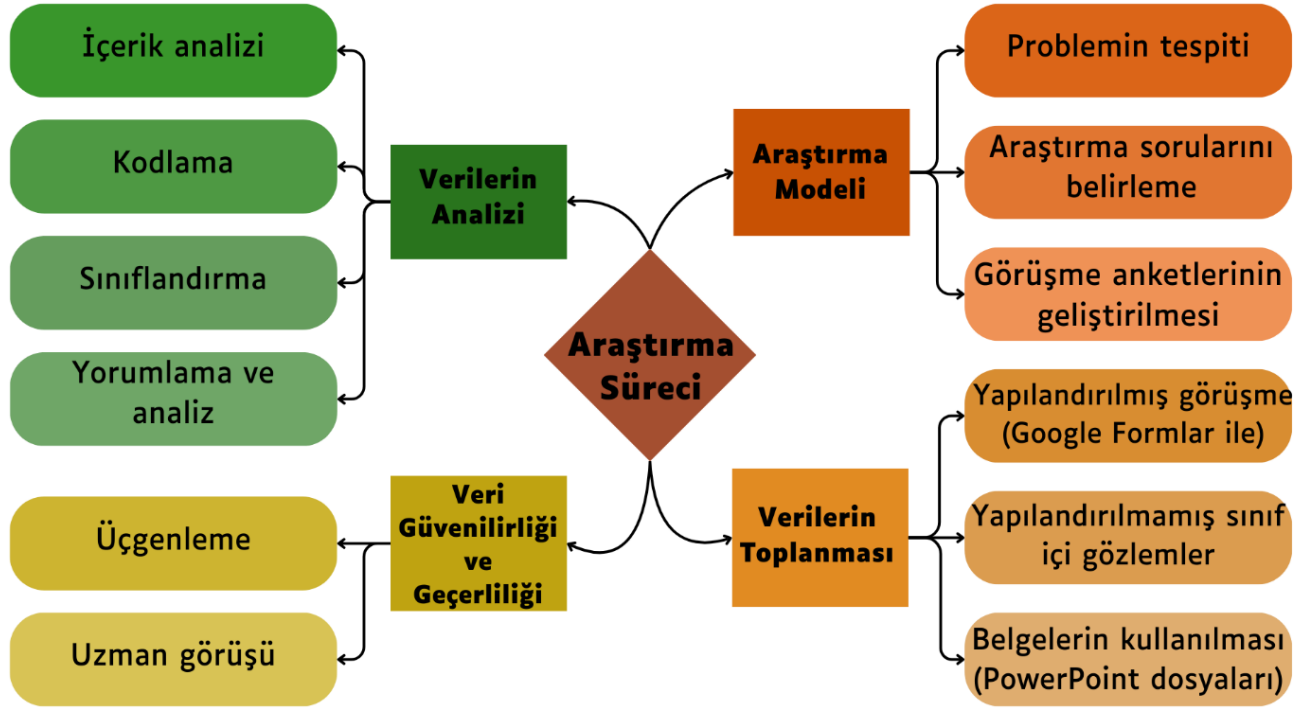 Araştırma
Süreci
Araştırma
Modeli
Problemin tespiti
Araştırma sorularını
belirleme
Görüşme anketlerinin
geliştirilmesi
Verilerin
Toplanması
Yapılandırılmış görüşme
(Google Formlar ile)
Yapılandırılmamış sınıf
içi gözlemler
Belgelerin kullanılması
(PowerPoint dosyaları)
Verilerin
Analizi
İçerik analizi
Kodlama
Sınıflandırma
Yorumlama ve
analiz
Veri
Güvenilirliği
ve
Geçerliliği
Üçgenleme
Uzman görüşü